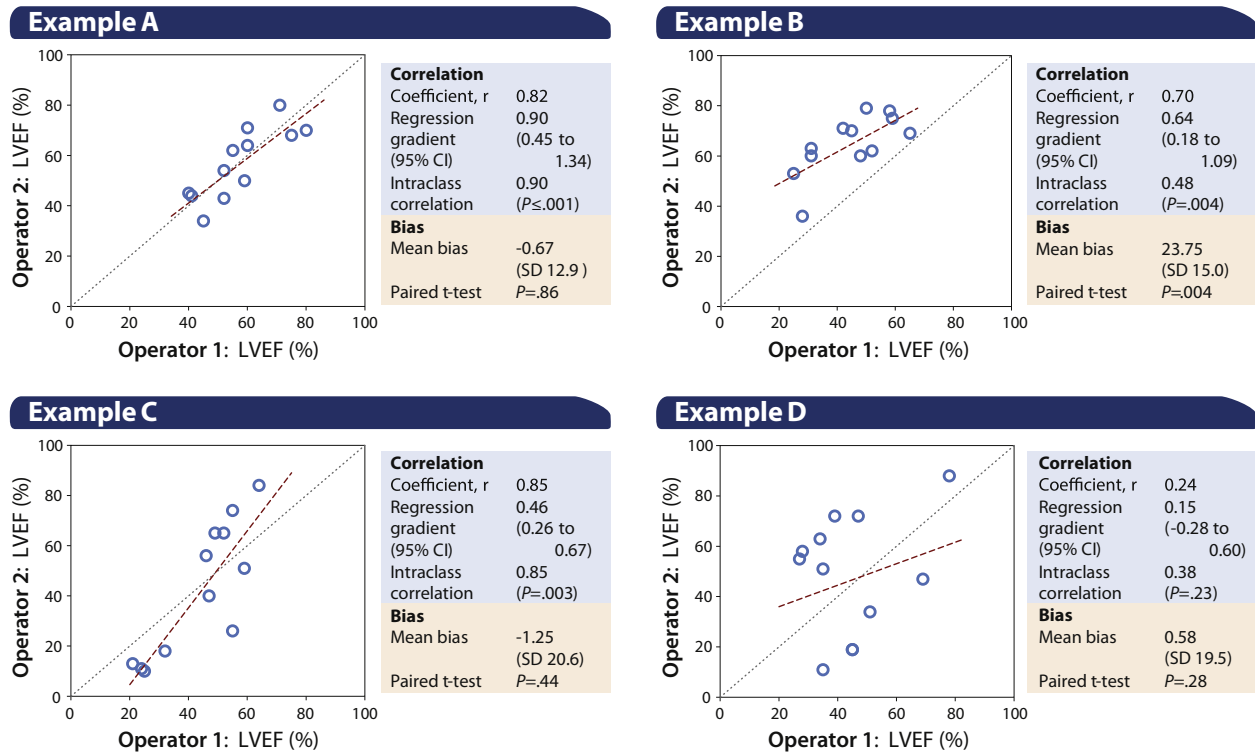 Example A
Operator 2: LVEF (%)
100
80
60
40
20
0
0 20 40 60 80 100
Operator 1: LVEF (%)
Correlation
Coefficient, r 0.82
Regression 0.90
gradient (0.45 to
(95% CI) 1.34)
Intraclass 0.90
correlation (P≤.001)
Bias
Mean bias -0.67
(SD 12.9 )
Paired t-test P=.86
Example B
Operator 2: LVEF (%)
100
80
60
40
20
0
0 20 40 60 80 100
Operator 1: LVEF (%)
Correlation
Coefficient, r 0.70
Regression 0.64
gradient (0.18 to
(95% CI) 1.09)
Intraclass 0.48
correlation (P=.004)
Bias
Mean bias 23.75
(SD 15.0)
Paired t-test P=.004
Example C
Operator 2: LVEF (%)
100
80
60
40
20
0
0 20 40 60 80 100
Operator 1: LVEF (%)
Correlation
Coefficient, r 0.85
Regression 0.46
gradient (0.26 to
(95% CI) 0.67)
Intraclass 0.85
correlation (P=.003)
Bias
Mean bias -1.25
(SD 20.6)
Paired t-test P=.44
Example D
Operator 2: LVEF (%)
100
80
60
40
20
0
0 20 40 60 80 100
Operator 1: LVEF (%)
Correlation
Coefficient, r 0.24
Regression 0.15
gradient (-0.28 to
(95% CI) 0.60)
Intraclass 0.38
correlation (P=.23)
Bias
Mean bias 0.58
(SD 19.5)
Paired t-test P=.28